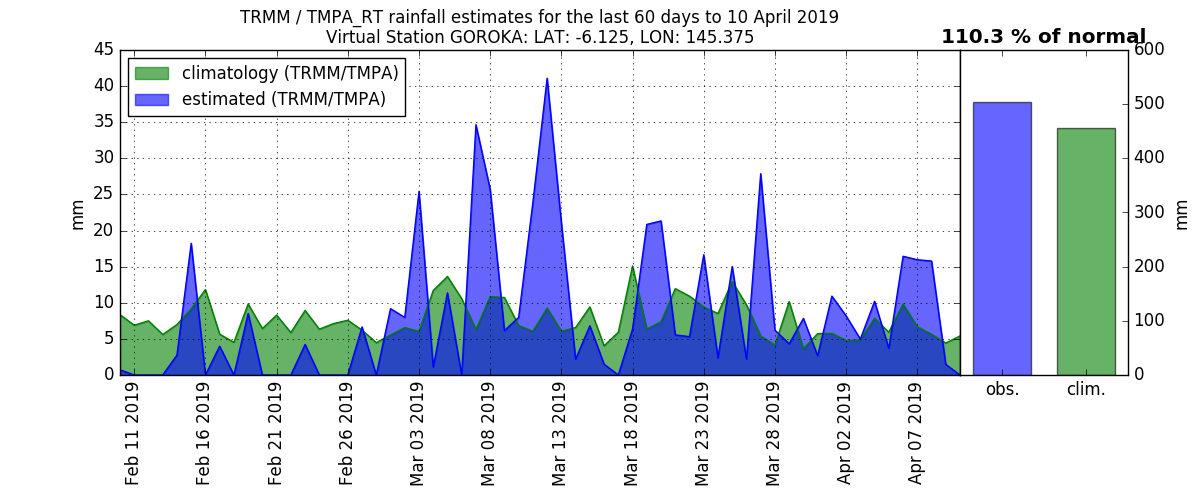 TRMM / TMPA_RT rainfall estimates for the last 60 days to 10 April 2019
Virtual Station GOROKA: LAT: -6.125, LON: 145.375
110.3 % of normal
climatology (TRMM/TMPA)
estimated (TRMM/TMPA)
mm
45
40
35
30
25
20
15
10
5
0
Feb 11 2019
Feb 16 2019
Feb 21 2019
Feb 26 2019
Mar 03 2019
Mar 08 2019
Mar 13 2019
Mar 18 2019
Mar 23 2019
Mar 28 2019
Apr 02 2019
Apr 07 2019
obs.
clim.
600
500
400
300
200
100
0
mm